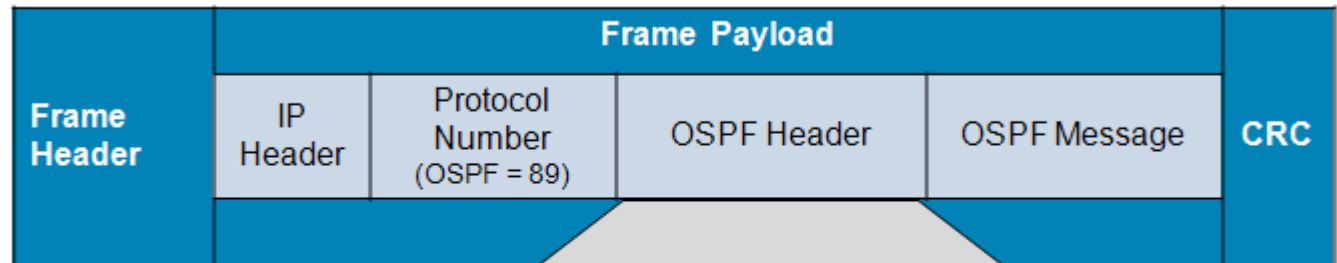 Frame Payload
Frame
Header
IP
Header
Protocol
Number
(OSPF = 89)
OSPF Header
OSPF Message
CRC